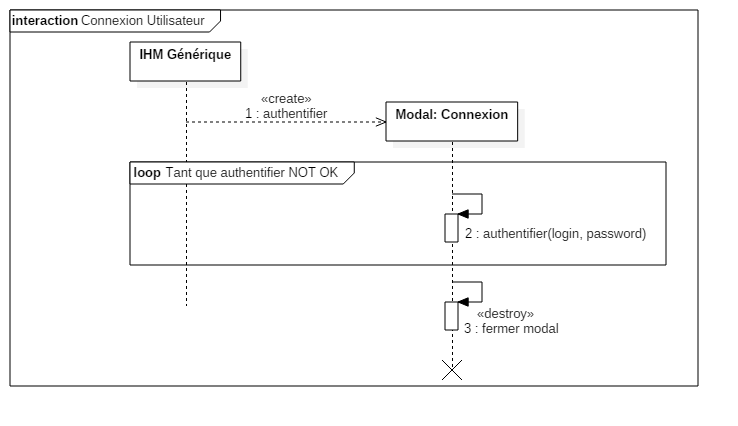 interaction Connexion Utilisateur
IHM Générique
«create»
1 : authentifier
Modal: Connexion
loop Tant que authentifier NOT OK
2 : authentifier(login, password)
«destroy»
3 : fermer modal